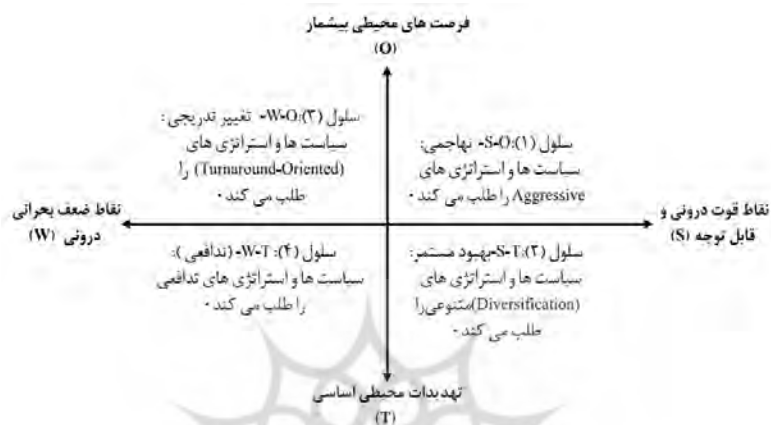 فرصت های محیطی بیشمار
(O)
سلول (۱):S-O- تهاجمی:
سیاست ها و استراتژی های
Aggressive را طلب می کند.
سلول (۳):W-O- تغییر تدریجی:
سیاست ها و استراتژی های
(Turnaround-Oriented) را
طلب می کند.
نقاط قوت درونی و
قابل توجه (S)
نقاط ضعف بحرانی
درونی (W)
سلول (۲):S-T-بهبود مستمر:
سیاست ها و استراتژی های
(Diversification)متنوعی را
طلب می کند.
سلول (۴):W-T- (تدافعی):
سیاست ها و استراتژی های تدافعی
را طلب می کند.
تهدیدات محیطی اساسی
(T)